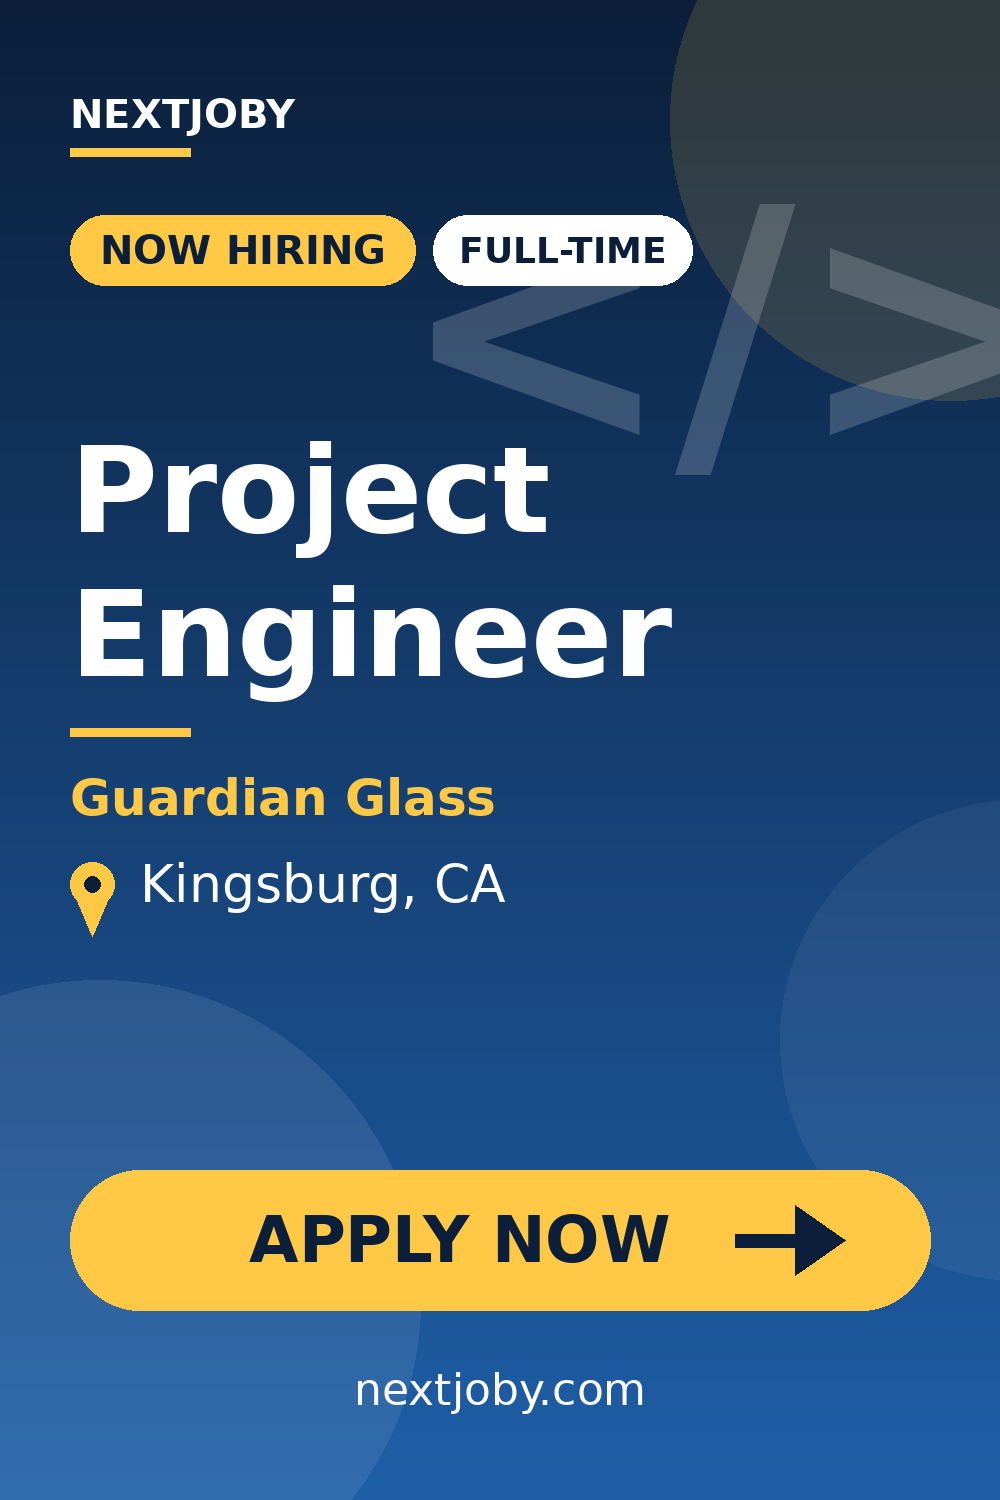 NEXTJOBY
NOW HIRING
FULL-TIME
</>
Project
Engineer
Guardian Glass
Kingsburg, CA
APPLY NOW
nextjoby.com